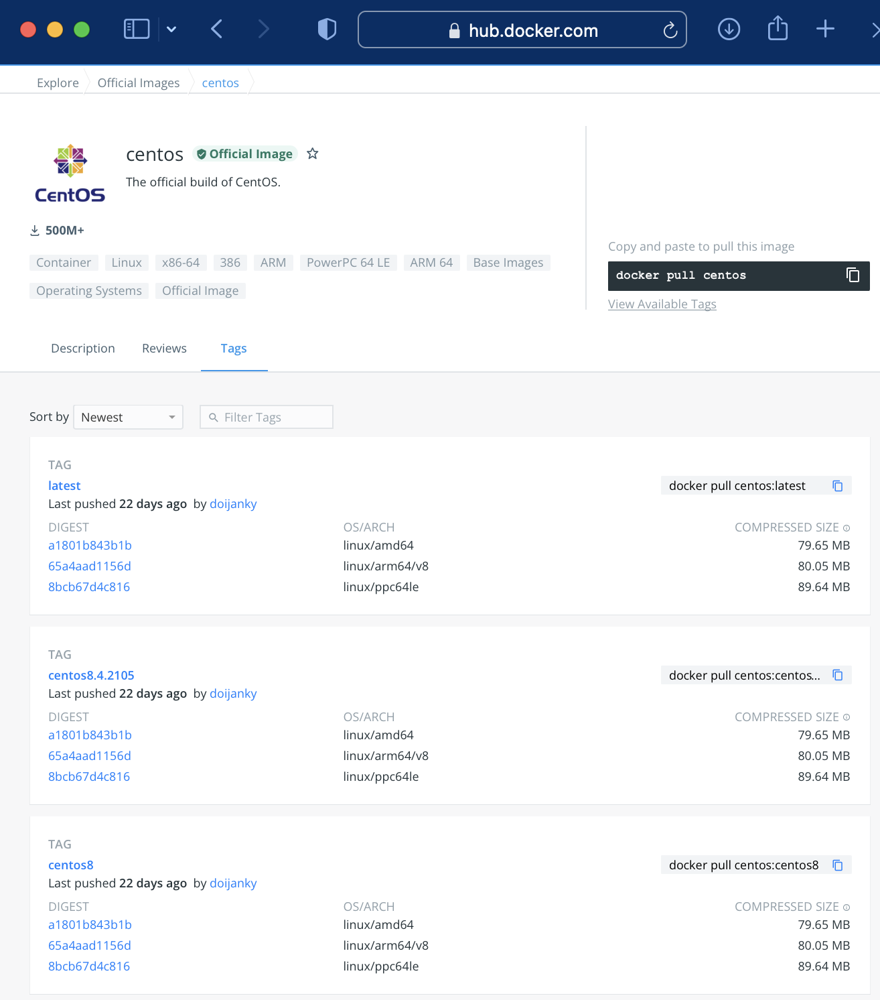 hub.docker.com
Explore Official Images centos
centos Official Image
The official build of CentOS.
CentOS
500M+
Container Linux x86-64 386 ARM PowerPC 64 LE ARM 64 Base Images
Operating Systems Official Image
Copy and paste to pull this image
docker pull centos
View Available Tags
Description Reviews Tags
Sort by Newest Filter Tags
TAG
latest docker pull centos:latest
Last pushed 22 days ago by doijanky
DIGEST OS/ARCH COMPRESSED SIZE
a1801b843b1b linux/amd64 79.65 MB
65a4aad1156d linux/arm64/v8 80.05 MB
8bcb67d4c816 linux/ppc64le 89.64 MB
TAG
centos8.4.2105 docker pull centos:centos...
Last pushed 22 days ago by doijanky
DIGEST OS/ARCH COMPRESSED SIZE
a1801b843b1b linux/amd64 79.65 MB
65a4aad1156d linux/arm64/v8 80.05 MB
8bcb67d4c816 linux/ppc64le 89.64 MB
TAG
centos8 docker pull centos:centos8
Last pushed 22 days ago by doijanky
DIGEST OS/ARCH COMPRESSED SIZE
a1801b843b1b linux/amd64 79.65 MB
65a4aad1156d linux/arm64/v8 80.05 MB
8bcb67d4c816 linux/ppc64le 89.64 MB